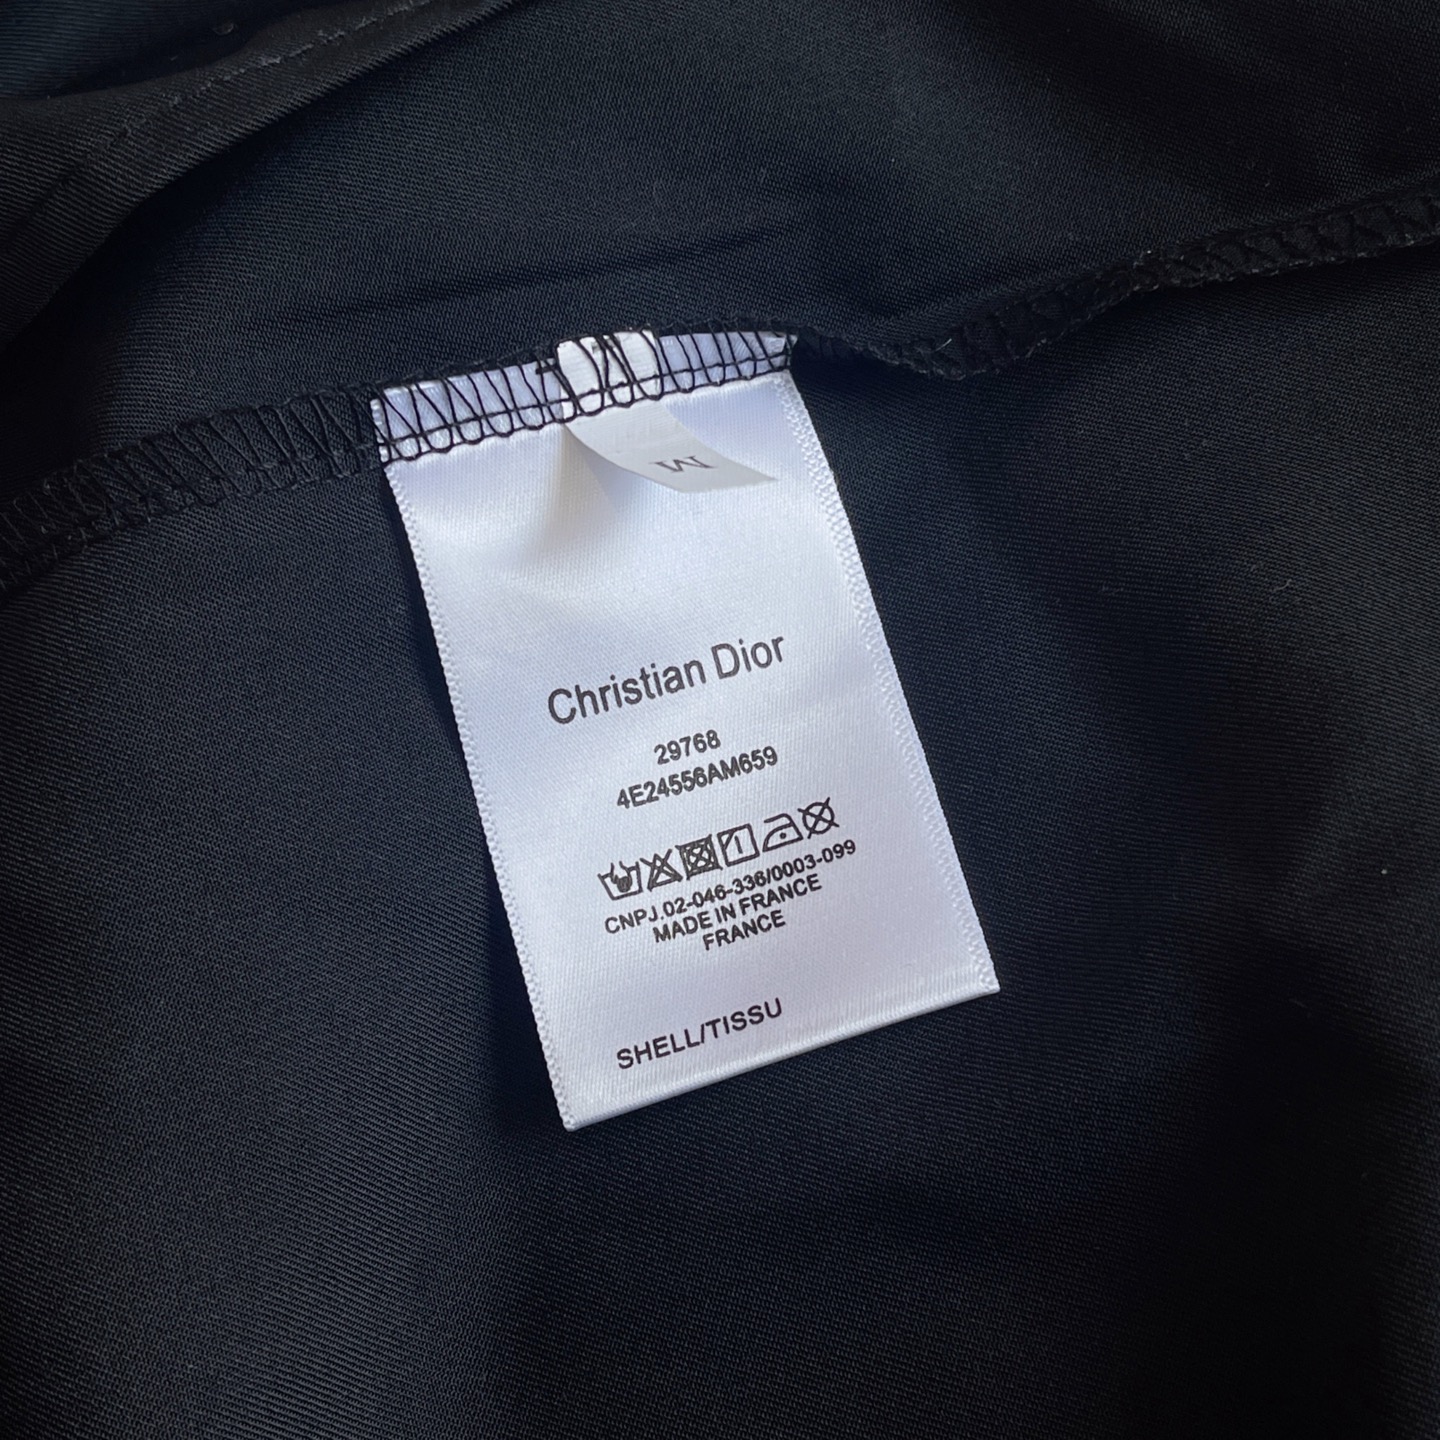 M
Christian Dior
29768
4E24556AM659
CNPJ.02-046-336/0003-099
MADE IN FRANCE
FRANCE
SHELL/TISSU